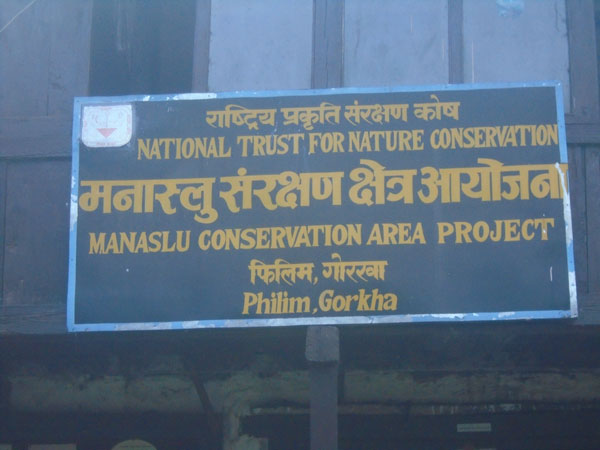 राष्ट्रिय प्रकृति संरक्षण कोष
NATIONAL TRUST FOR NATURE CONSERVATION
मनास्लु संरक्षण क्षेत्र आयोजना
MANASLU CONSERVATION AREA PROJECT
फिलिम, गोरखा
Philim, Gorkha